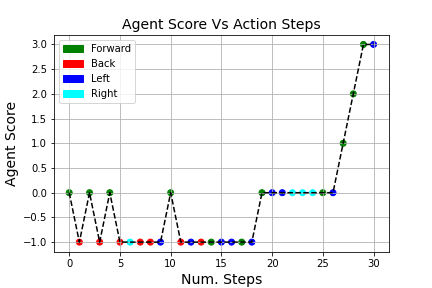 Agent Score Vs Action Steps
Agent Score
3.0
2.5
2.0
1.5
1.0
0.5
0.0
−0.5
−1.0
Forward
Back
Left
Right
0 5 10 15 20 25 30
Num. Steps